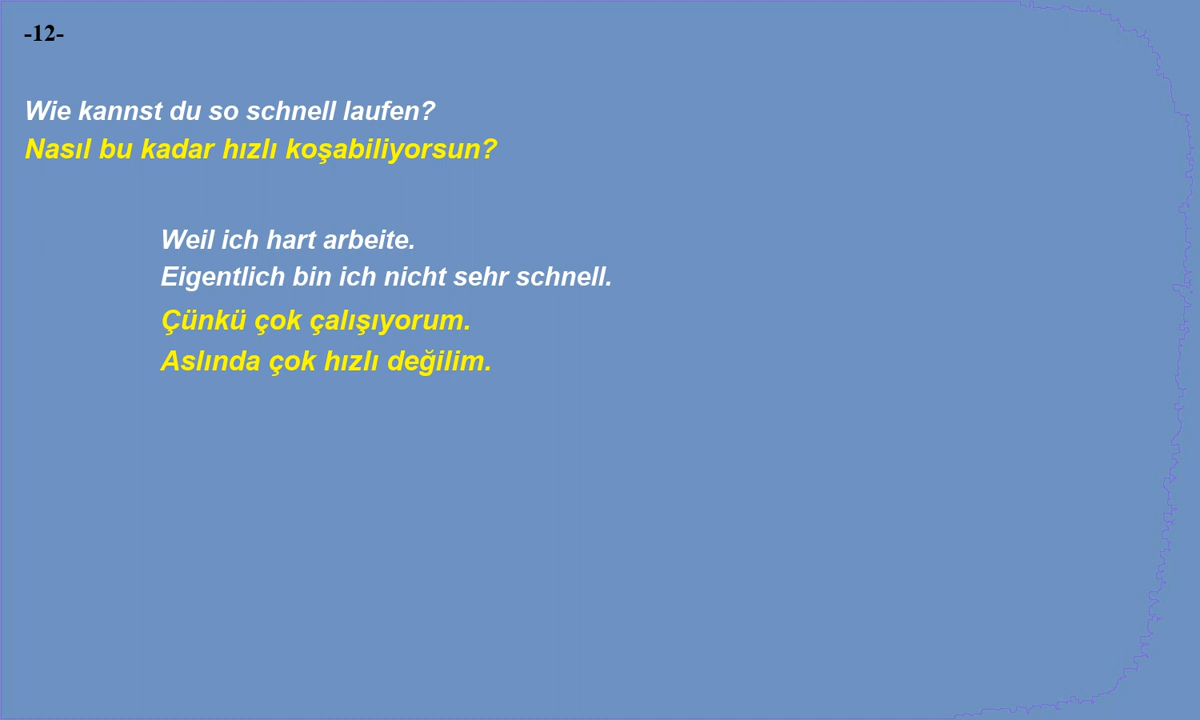 -12-
Wie kannst du so schnell laufen?
Nasıl bu kadar hızlı koşabiliyorsun?
Weil ich hart arbeite.
Eigentlich bin ich nicht sehr schnell.
Çünkü çok çalışıyorum.
Aslında çok hızlı değilim.